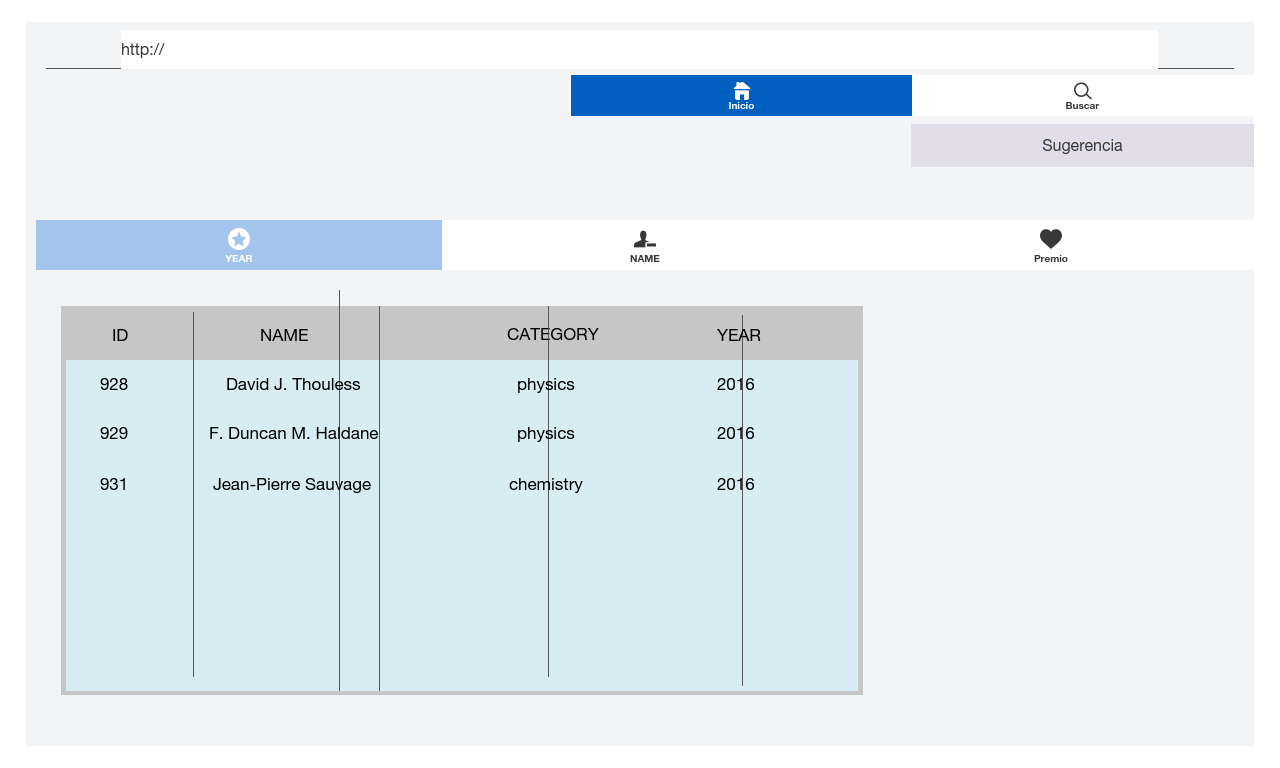 http://
Inicio
Buscar
Sugerencia
YEAR
NAME
Premio
ID NAME CATEGORY YEAR
928 David J. Thouless physics 2016
929 F. Duncan M. Haldane physics 2016
931 Jean-Pierre Sauvage chemistry 2016